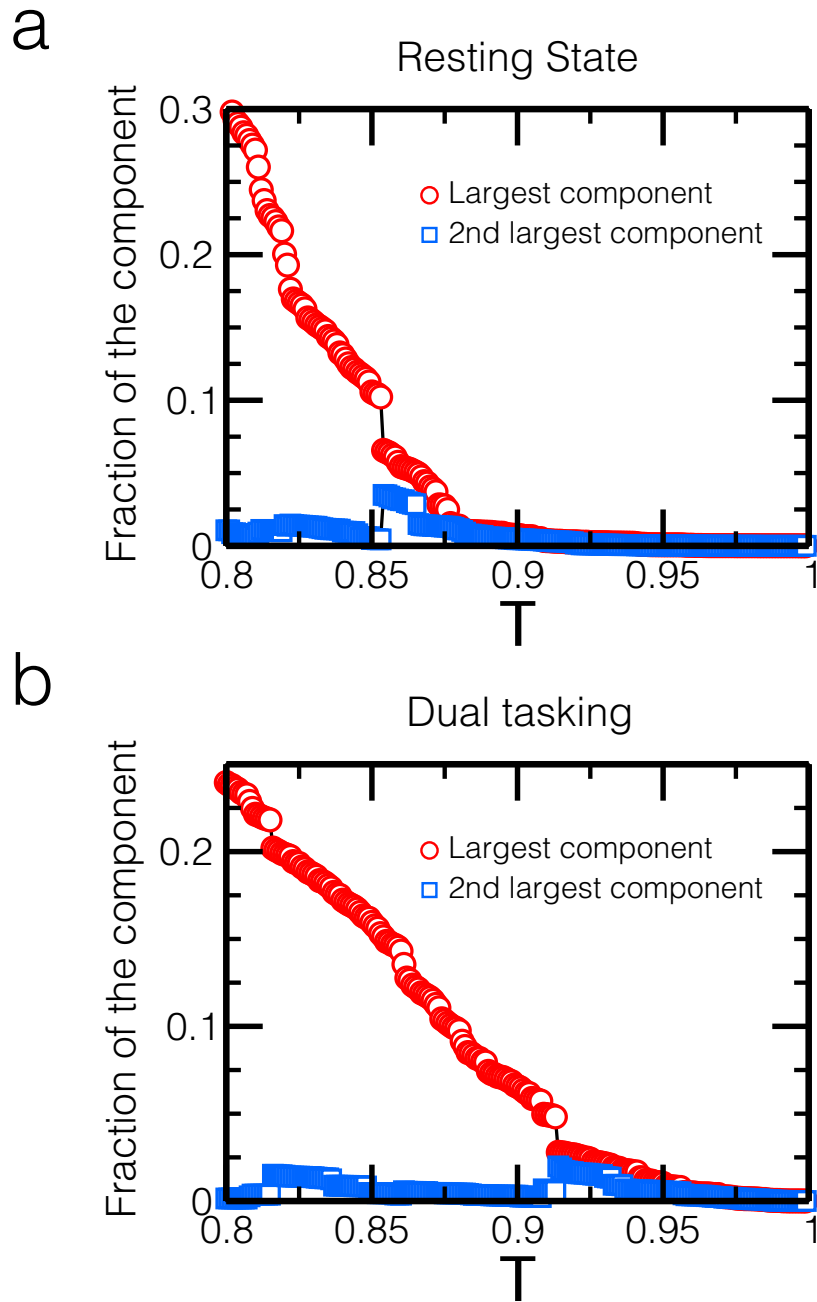 a
Resting State
Fraction of the component
0.3
0.2
0.1
0
Largest component
2nd largest component
0.8
0.85
0.9
0.95
1
T
b
Dual tasking
Fraction of the component
0.2
0.1
0
Largest component
2nd largest component
0.8
0.85
0.9
0.95
1
T